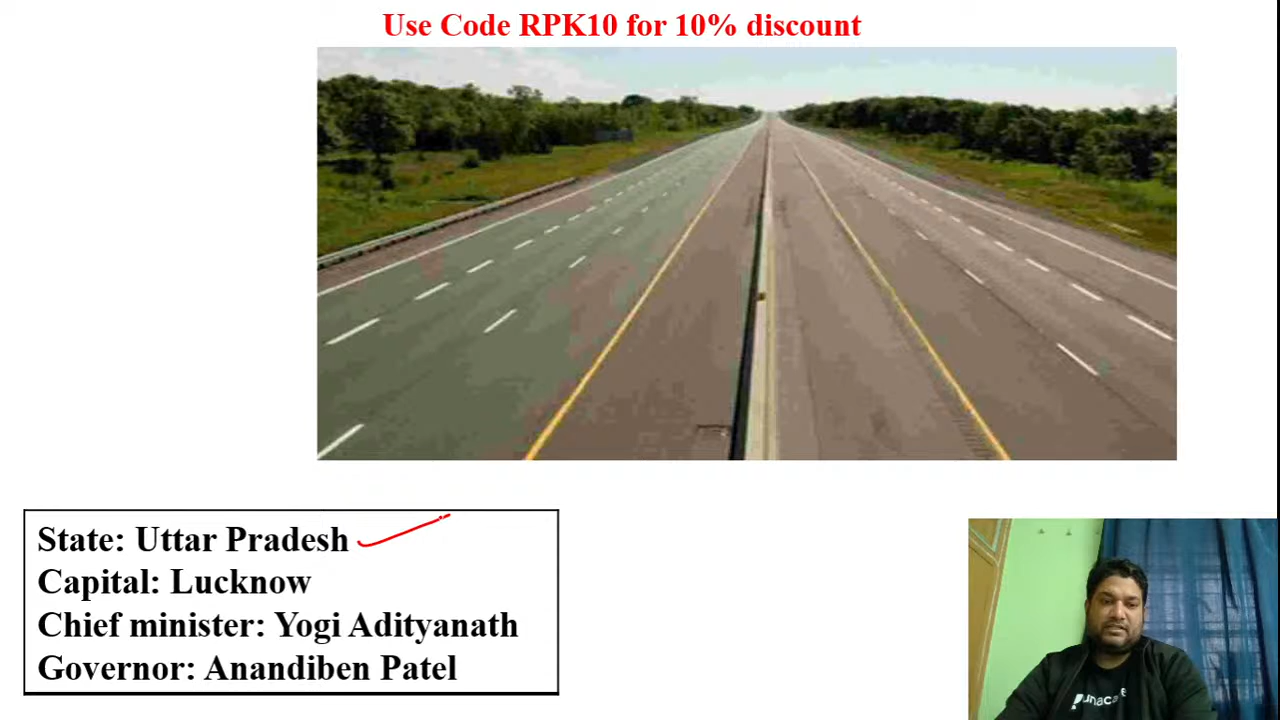 Use Code RPK10 for 10% discount
State: Uttar Pradesh
Capital: Lucknow
Chief minister: Yogi Adityanath
Governor: Anandiben Patel